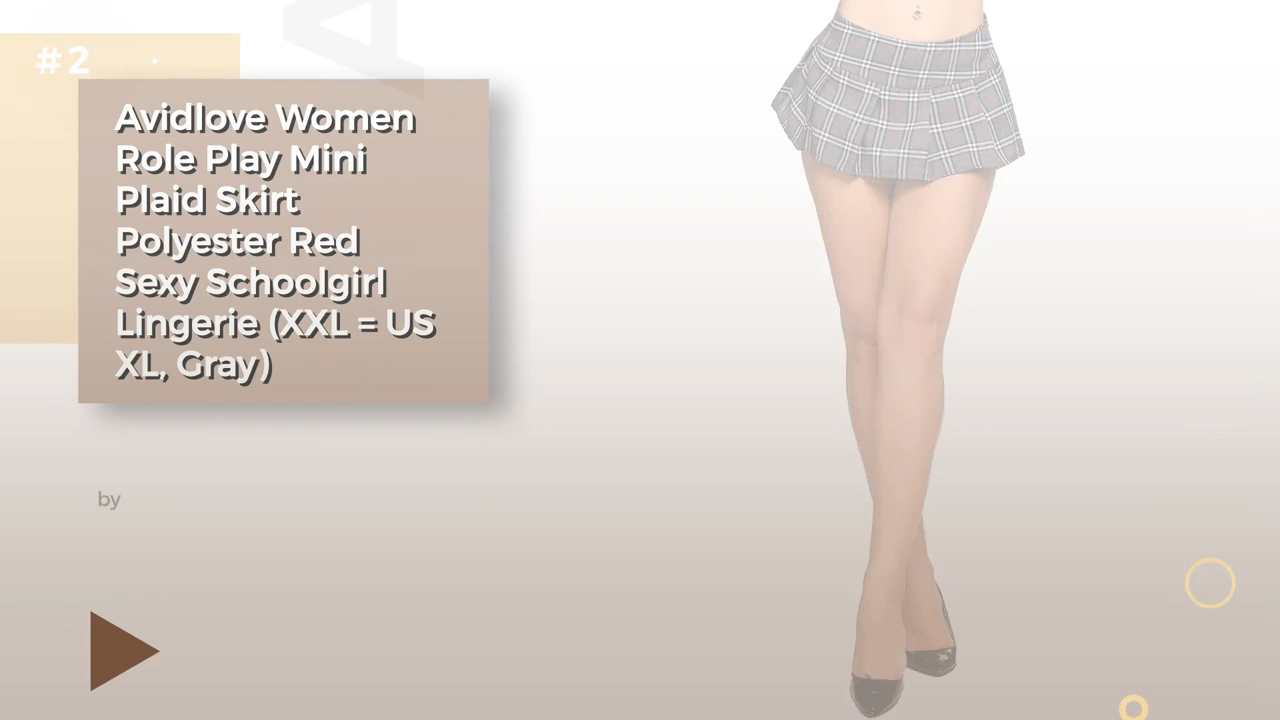 #2
A
Avidlove Women
Role Play Mini
Plaid Skirt
Polyester Red
Sexy Schoolgirl
Lingerie (XXL = US
XL, Gray)
by